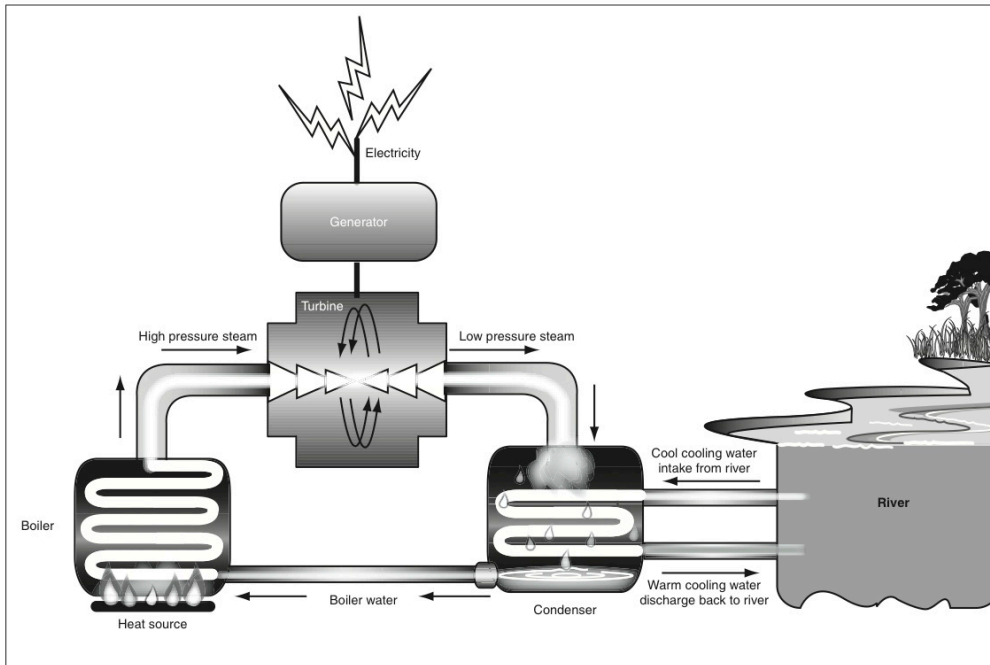 Electricity
Generator
Turbine
High pressure steam
Low pressure steam
Cool cooling water
intake from river
River
Boiler
Boiler water
Condenser
Warm cooling water
discharge back to river
Heat source